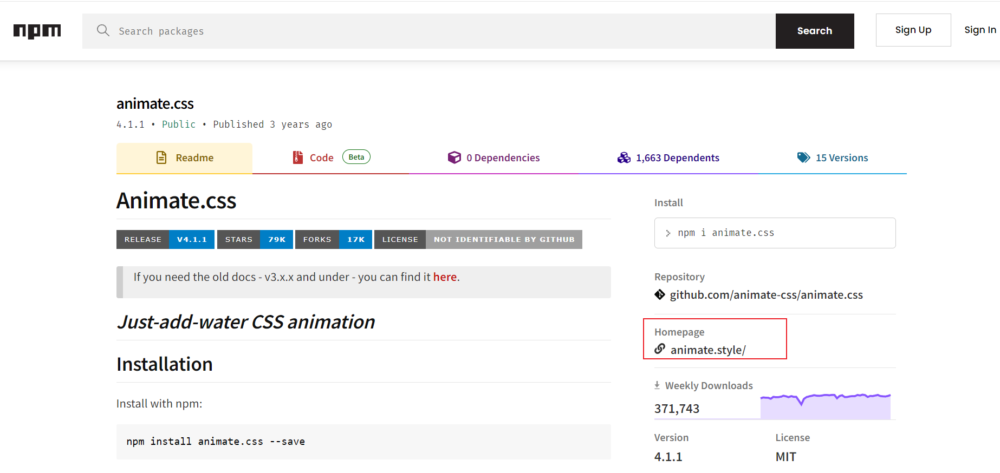 npm
Search packages
Search
Sign Up
Sign In
animate.css
4.1.1 • Public • Published 3 years ago
Readme
Code Beta
0 Dependencies
1,663 Dependents
15 Versions
Animate.css
RELEASE V4.1.1 STARS 79K FORKS 17K LICENSE NOT IDENTIFIABLE BY GITHUB
If you need the old docs - v3.x.x and under - you can find it here.
Just-add-water CSS animation
Installation
Install with npm:
npm install animate.css --save
Install
> npm i animate.css
Repository
github.com/animate-css/animate.css
Homepage
animate.style/
Weekly Downloads
371,743
Version
4.1.1
License
MIT